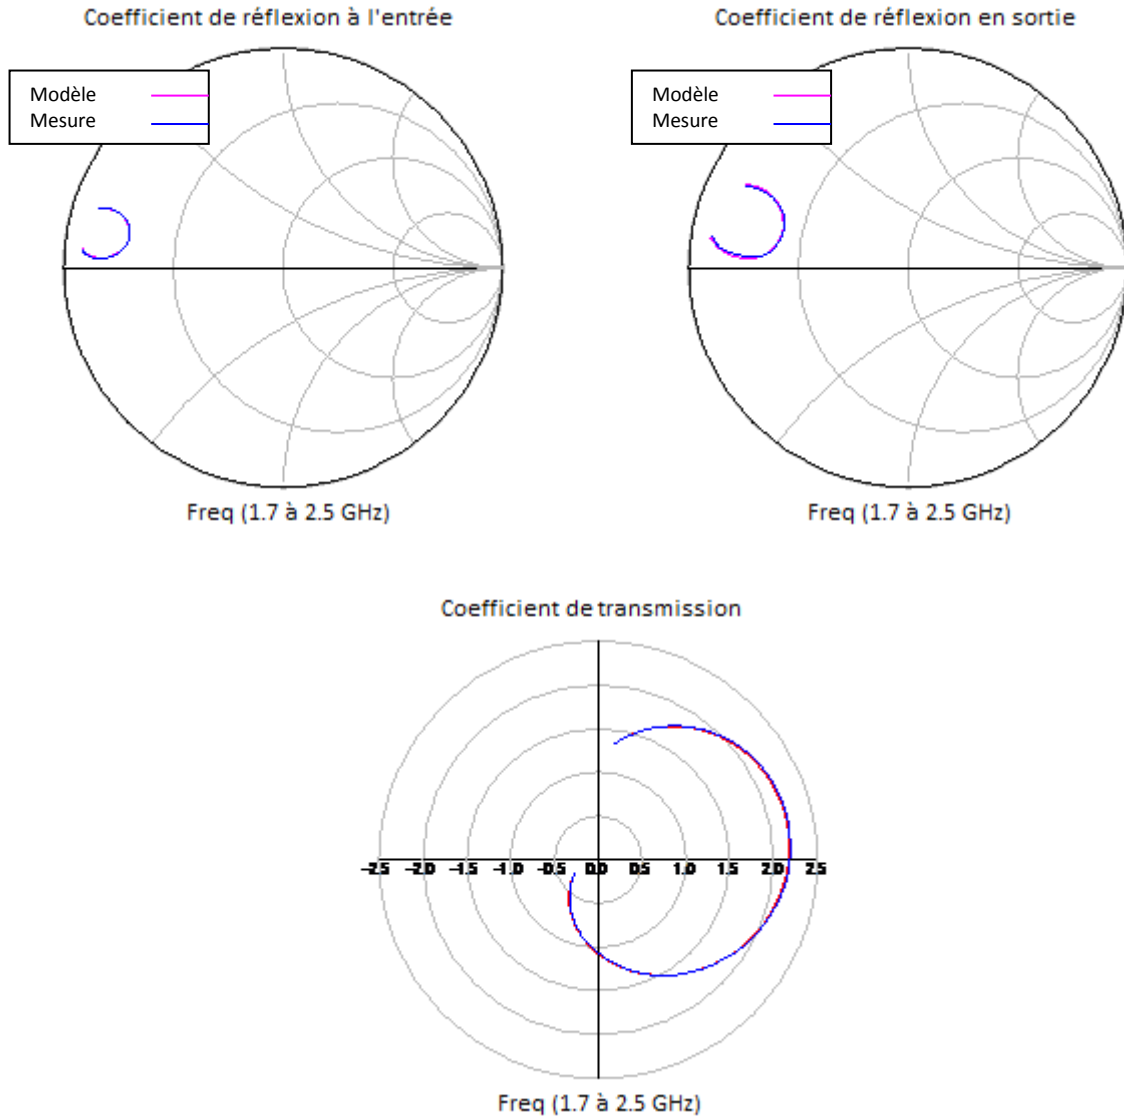 Coefficient de réflexion à l'entrée
Modèle
Mesure
Freq (1.7 à 2.5 GHz)
Coefficient de réflexion en sortie
Modèle
Mesure
Freq (1.7 à 2.5 GHz)
Coefficient de transmission
-2.5 -2.0 -1.5 -1.0 -0.5 0.0 0.5 1.0 1.5 2.0 2.5
Freq (1.7 à 2.5 GHz)